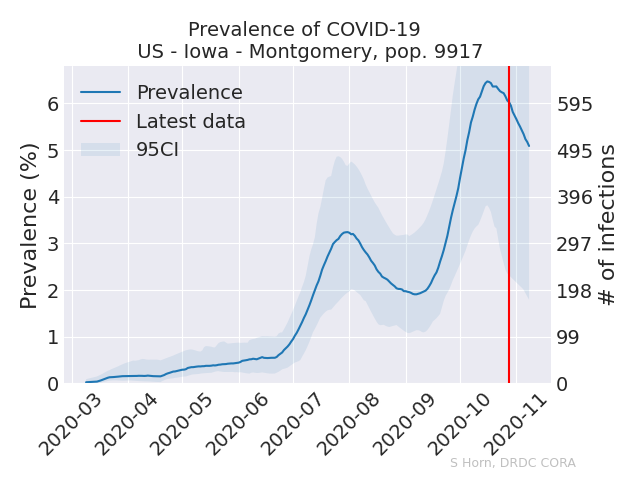 Prevalence of COVID-19
US - Iowa - Montgomery, pop. 9917
Prevalence
Latest data
95CI
Prevalence (%)
6
5
4
3
2
1
0
595
495
396
297
198
99
0
# of infections
2020-03
2020-04
2020-05
2020-06
2020-07
2020-08
2020-09
2020-10
2020-11
S Horn, DRDC CORA